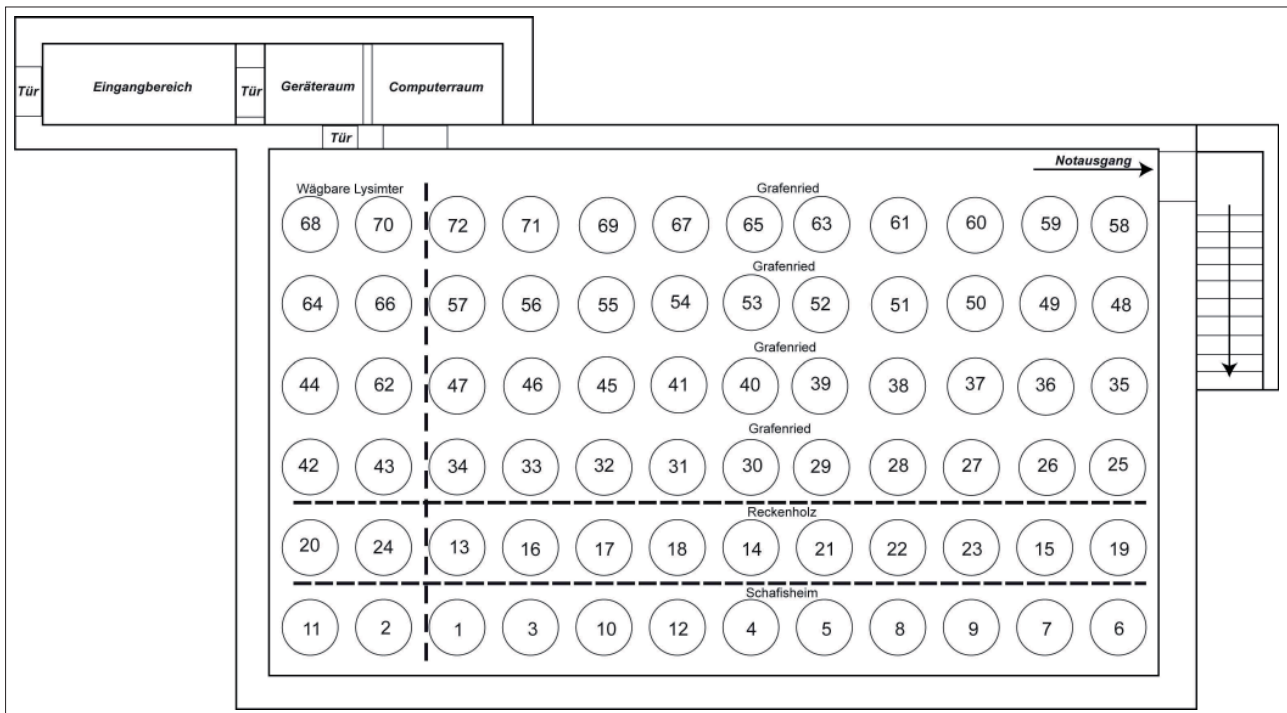 Tür Eingangbereich Tür Geräteraum Computerraum
Tür
Notausgang
Wägbare Lysimter Grafenried
68 70 72 71 69 67 65 63 61 60 59 58
Grafenried
64 66 57 56 55 54 53 52 51 50 49 48
Grafenried
44 62 47 46 45 41 40 39 38 37 36 35
Grafenried
42 43 34 33 32 31 30 29 28 27 26 25
Reckenholz
20 24 13 16 17 18 14 21 22 23 15 19
Schafisheim
11 2 1 3 10 12 4 5 8 9 7 6